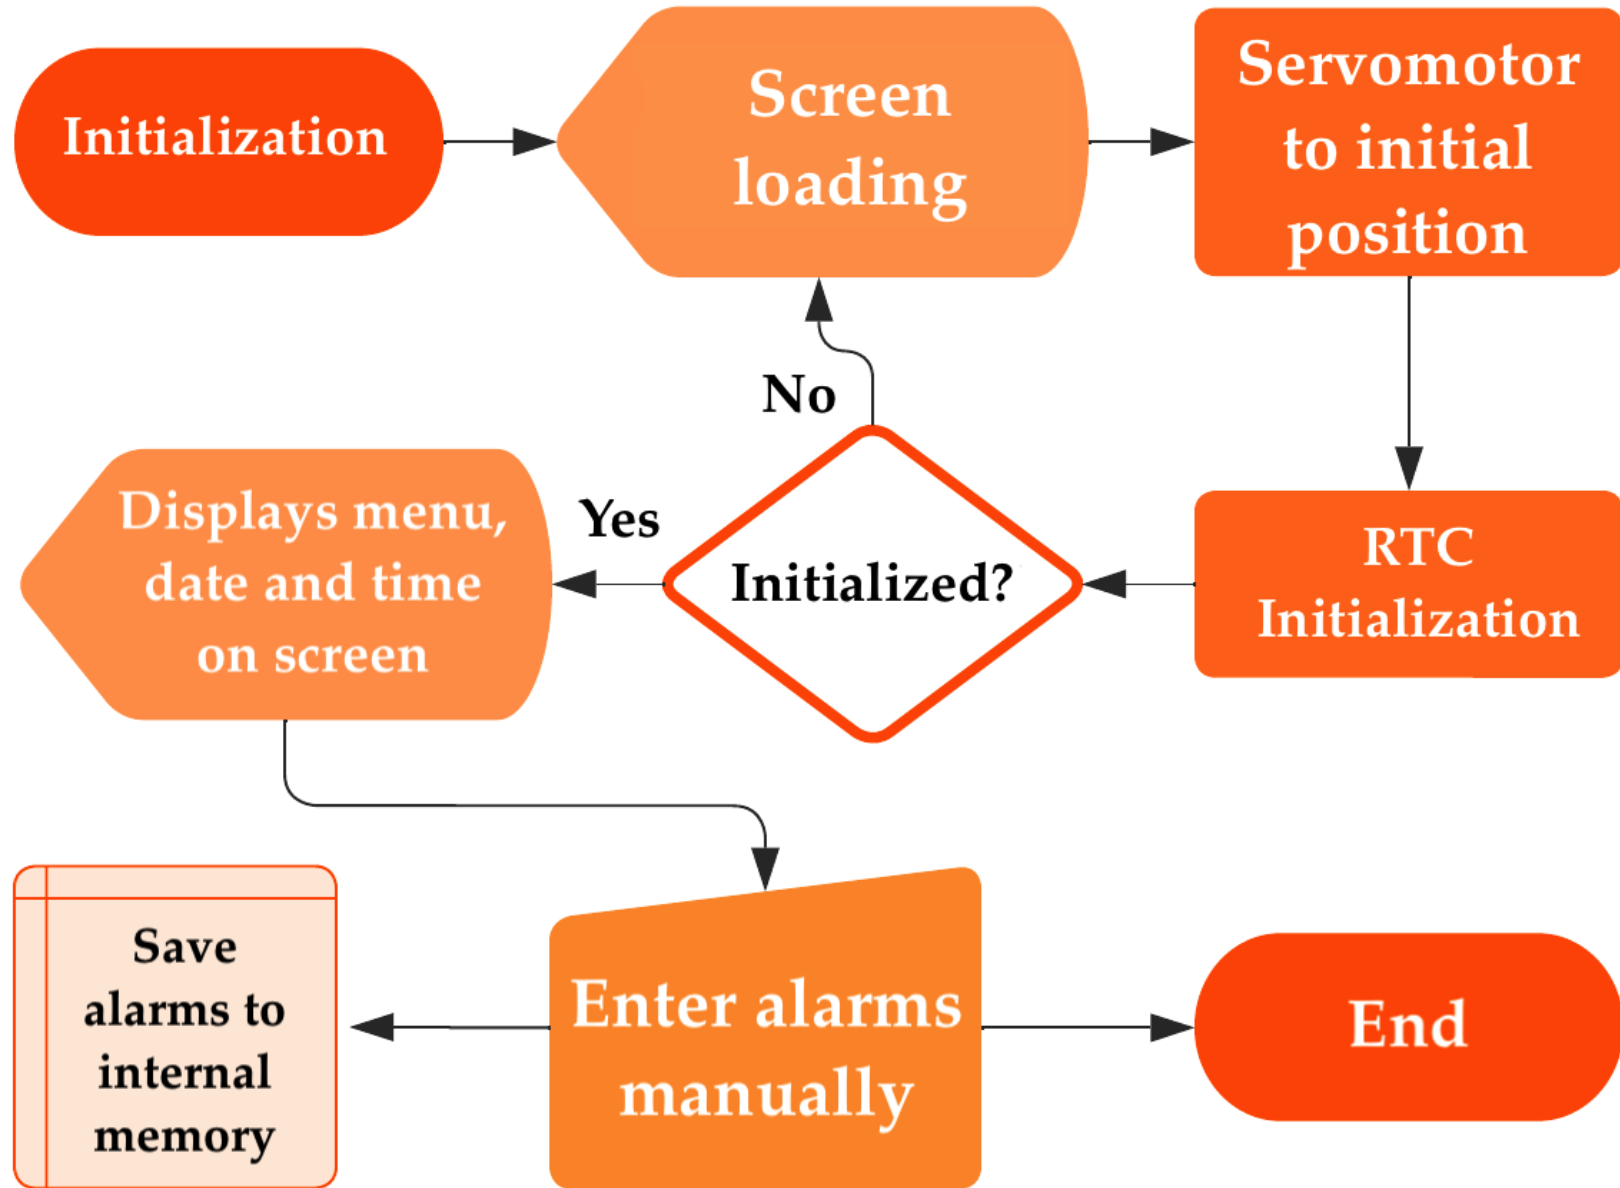 Initialization
Screen
loading
Servomotor
to initial
position
No
Yes
Displays menu,
date and time
on screen
Initialized?
RTC
Initialization
Save
alarms to
internal
memory
Enter alarms
manually
End